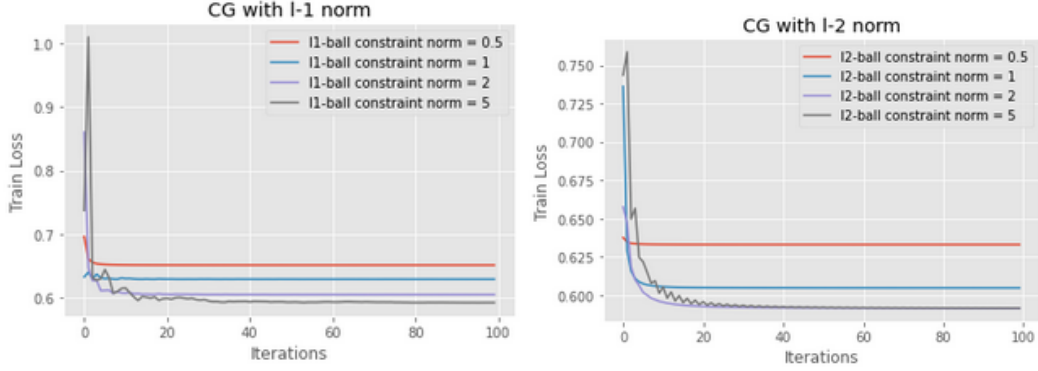 CG with l-1 norm
l1-ball constraint norm = 0.5
l1-ball constraint norm = 1
l1-ball constraint norm = 2
l1-ball constraint norm = 5
1.0
0.9
0.8
0.7
0.6
Train Loss
0
20
40
60
80
100
Iterations
CG with l-2 norm
l2-ball constraint norm = 0.5
l2-ball constraint norm = 1
l2-ball constraint norm = 2
l2-ball constraint norm = 5
0.750
0.725
0.700
0.675
0.650
0.625
0.600
Train Loss
0
20
40
60
80
100
Iterations